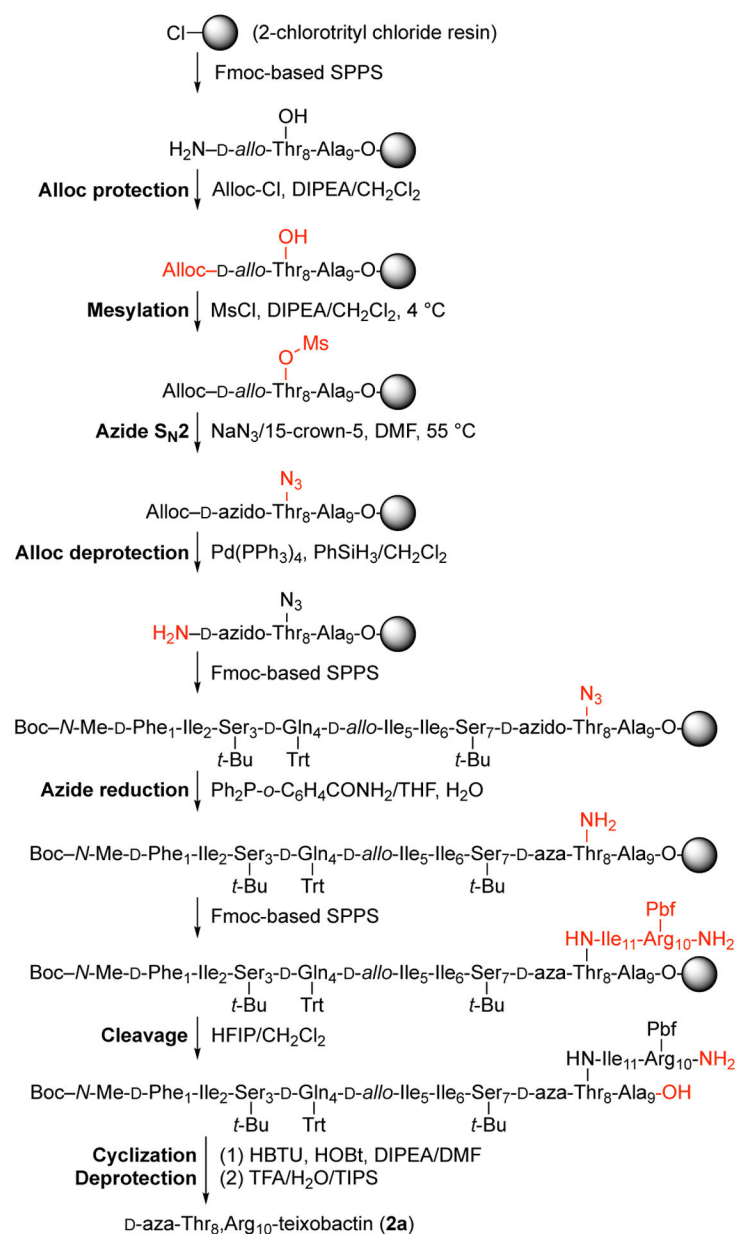 Cl (2-chlorotrityl chloride resin)
Fmoc-based SPPS
OH
H₂N–D-allo-Thr₈-Ala₉-O
Alloc protection Alloc-Cl, DIPEA/CH₂Cl₂
OH
Alloc–D-allo-Thr₈-Ala₉-O
Mesylation MsCl, DIPEA/CH₂Cl₂, 4 °C
Ms
O
Alloc–D-allo-Thr₈-Ala₉-O
Azide Sɴ2 NaN₃/15-crown-5, DMF, 55 °C
N₃
Alloc–D-azido-Thr₈-Ala₉-O
Alloc deprotection Pd(PPh₃)₄, PhSiH₃/CH₂Cl₂
N₃
H₂N–D-azido-Thr₈-Ala₉-O
Fmoc-based SPPS
N₃
Boc–N-Me-D-Phe₁-Ile₂-Ser₃-D-Gln₄-D-allo-Ile₅-Ile₆-Ser₇-D-azido-Thr₈-Ala₉-O
t-Bu Trt t-Bu
Azide reduction Ph₂P-o-C₆H₄CONH₂/THF, H₂O
NH₂
Boc–N-Me-D-Phe₁-Ile₂-Ser₃-D-Gln₄-D-allo-Ile₅-Ile₆-Ser₇-D-aza-Thr₈-Ala₉-O
t-Bu Trt t-Bu
Fmoc-based SPPS
Pbf
HN-Ile₁₁-Arg₁₀-NH₂
Boc–N-Me-D-Phe₁-Ile₂-Ser₃-D-Gln₄-D-allo-Ile₅-Ile₆-Ser₇-D-aza-Thr₈-Ala₉-O
t-Bu Trt t-Bu
Cleavage HFIP/CH₂Cl₂
Pbf
HN-Ile₁₁-Arg₁₀-NH₂
Boc–N-Me-D-Phe₁-Ile₂-Ser₃-D-Gln₄-D-allo-Ile₅-Ile₆-Ser₇-D-aza-Thr₈-Ala₉-OH
t-Bu Trt t-Bu
Cyclization (1) HBTU, HOBt, DIPEA/DMF
Deprotection (2) TFA/H₂O/TIPS
D-aza-Thr₈,Arg₁₀-teixobactin (2a)